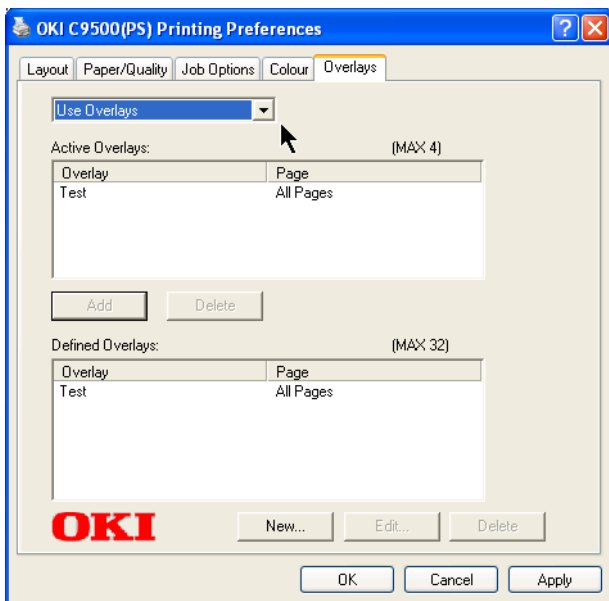 OKI C9500(PS) Printing Preferences
Layout Paper/Quality Job Options Colour Overlays
Use Overlays
Active Overlays: (MAX 4)
Overlay Page
Test All Pages
Add Delete
Defined Overlays: (MAX 32)
Overlay Page
Test All Pages
OKI New... Edit... Delete
OK Cancel Apply